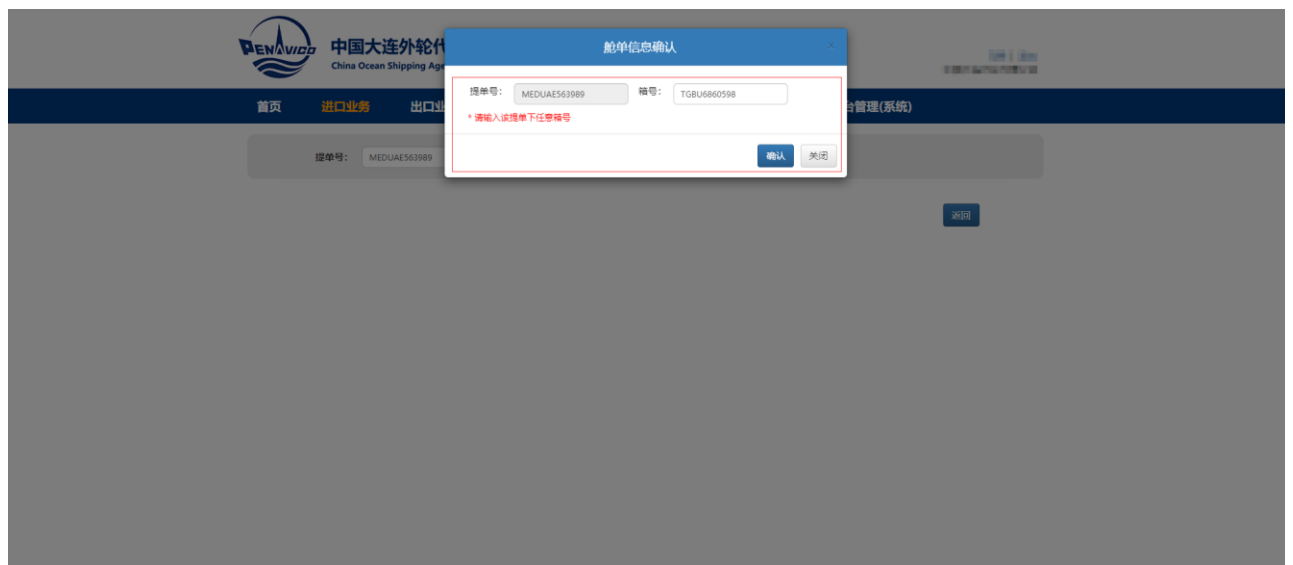 PENAVICO 中国大连外轮代
China Ocean Shipping Age
舱单信息确认 ×
首页 进口业务 出口业 台管理(系统)
提单号： MEDUAE563989 箱号： TGBU6860598
* 请输入该提单下任意箱号
确认 关闭
提单号： MEDUAE563989
返回